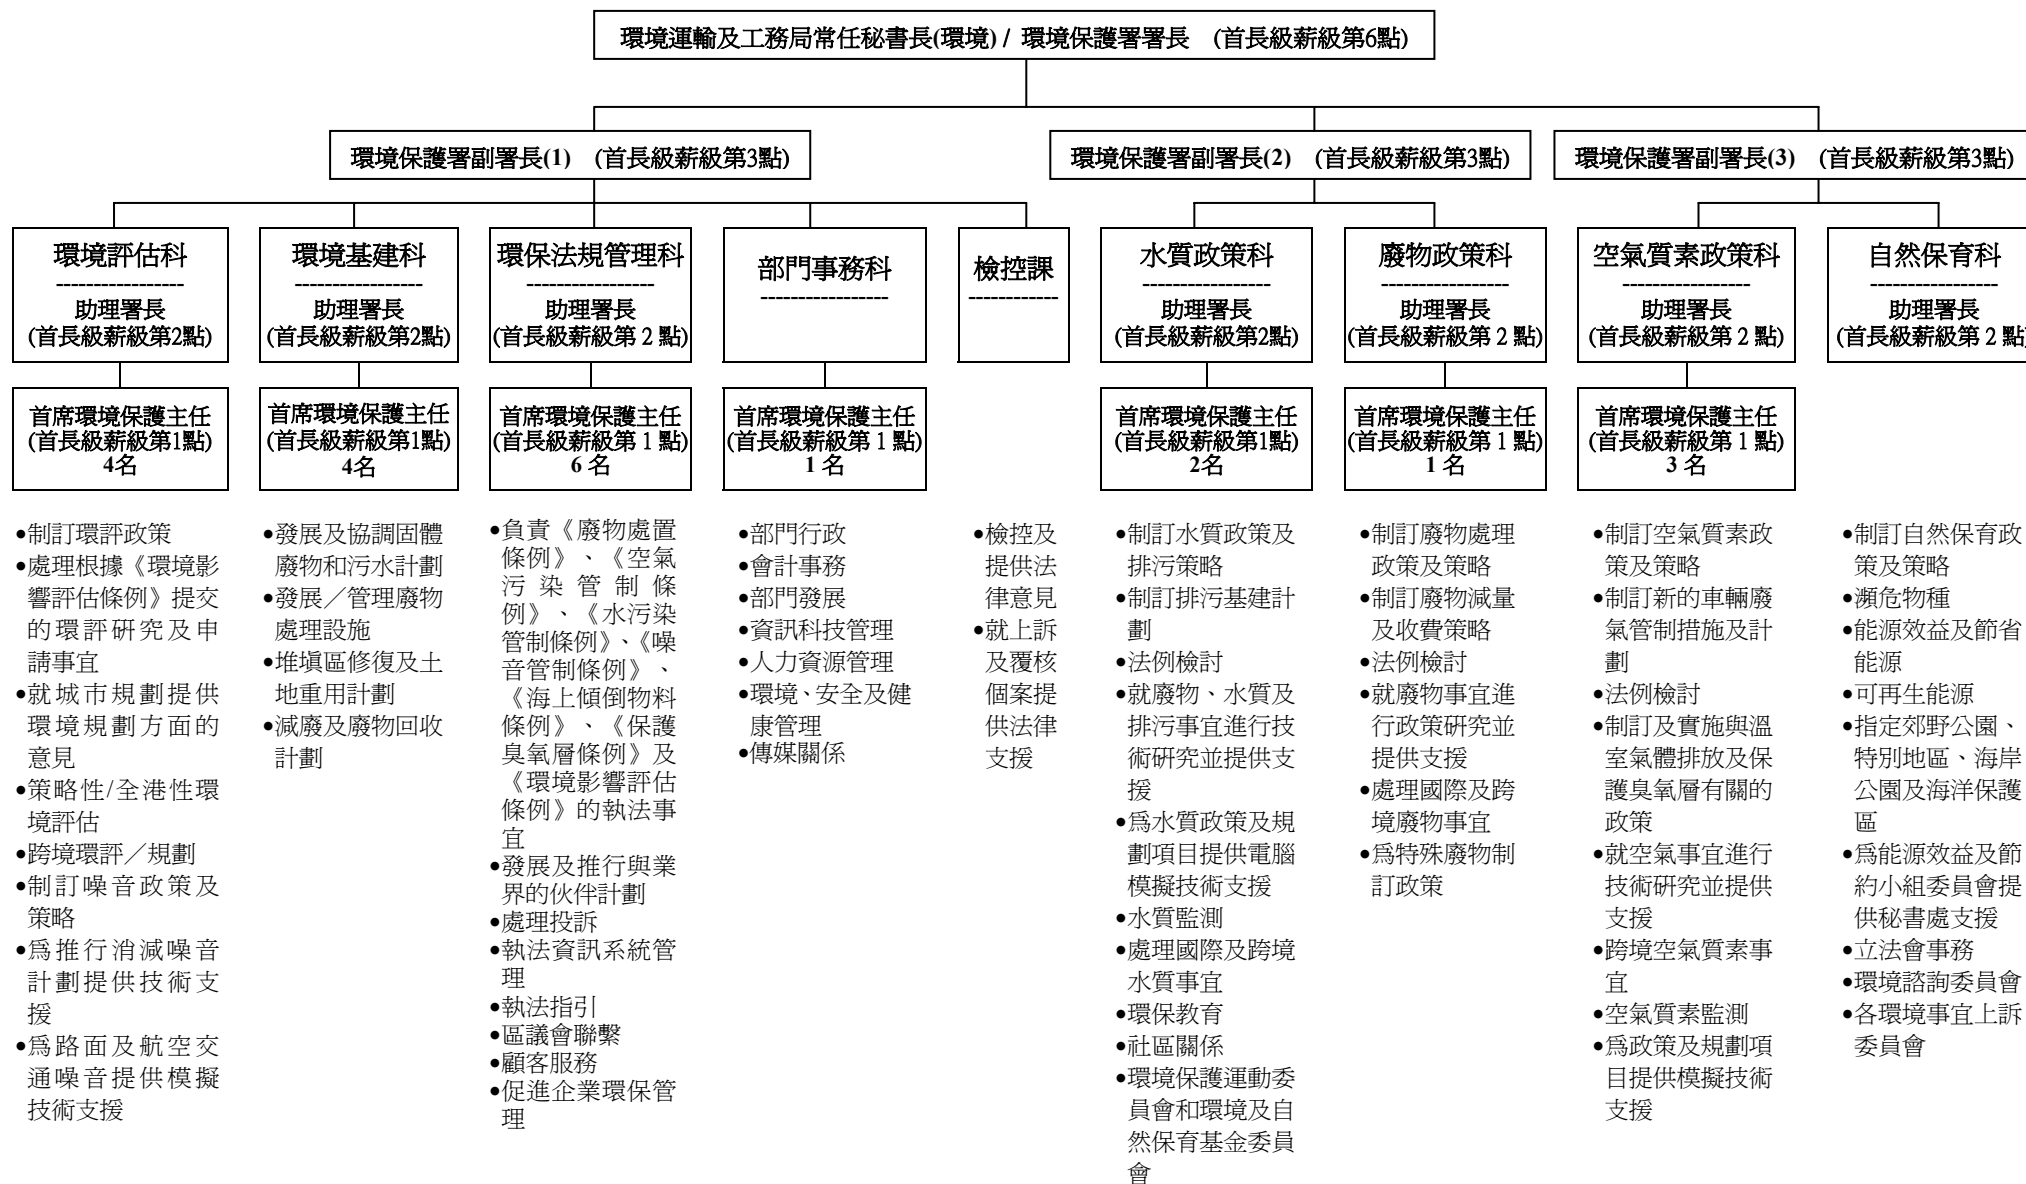 環境運輸及工務局常任秘書長(環境) / 環境保護署署長 (首長級薪級第6點)
環境保護署副署長(1) (首長級薪級第3點)
環境保護署副署長(2) (首長級薪級第3點)
環境保護署副署長(3) (首長級薪級第3點)
環境評估科
-----------------
助理署長
(首長級薪級第2點)
環境基建科
-----------------
助理署長
(首長級薪級第2點)
環保法規管理科
-----------------
助理署長
(首長級薪級第 2 點)
部門事務科
-----------------
檢控課
------------
水質政策科
-----------------
助理署長
(首長級薪級第2點)
廢物政策科
-----------------
助理署長
(首長級薪級第 2 點)
空氣質素政策科
-----------------
助理署長
(首長級薪級第 2 點)
自然保育科
-----------------
助理署長
(首長級薪級第 2 點)
首席環境保護主任
(首長級薪級第1點)
4名
首席環境保護主任
(首長級薪級第1點)
4名
首席環境保護主任
(首長級薪級第 1 點)
6 名
首席環境保護主任
(首長級薪級第 1 點)
1 名
首席環境保護主任
(首長級薪級第1點)
2名
首席環境保護主任
(首長級薪級第 1 點)
1 名
首席環境保護主任
(首長級薪級第 1 點)
3 名
●制訂環評政策
●處理根據《環境影
響評估條例》提交
的環評研究及申
請事宜
●就城市規劃提供
環境規劃方面的
意見
●策略性/全港性環
境評估
●跨境環評／規劃
●制訂噪音政策及
策略
●為推行消減噪音
計劃提供技術支
援
●為路面及航空交
通噪音提供模擬
技術支援
●發展及協調固體
廢物和污水計劃
●發展／管理廢物
處理設施
●堆填區修復及土
地重用計劃
●減廢及廢物回收
計劃
●負責《廢物處置
條例》、《空氣
污染管制條
例》、《水污染
管制條例》、《噪
音管制條例》、
《海上傾倒物料
條例》、《保護
臭氧層條例》及
《環境影響評估
條例》的執法事
宜
●發展及推行與業
界的伙伴計劃
●處理投訴
●執法資訊系統管
理
●執法指引
●區議會聯繫
●顧客服務
●促進企業環保管
理
●部門行政
●會計事務
●部門發展
●資訊科技管理
●人力資源管理
●環境、安全及健
康管理
●傳媒關係
●檢控及
提供法
律意見
●就上訴
及覆核
個案提
供法律
支援
●制訂水質政策及
排污策略
●制訂排污基建計
劃
●法例檢討
●就廢物、水質及
排污事宜進行技
術研究並提供支
援
●為水質政策及規
劃項目提供電腦
模擬技術支援
●水質監測
●處理國際及跨境
水質事宜
●環保教育
●社區關係
●環境保護運動委
員會和環境及自
然保育基金委員
會
●制訂廢物處理
政策及策略
●制訂廢物減量
及收費策略
●法例檢討
●就廢物事宜進
行政策研究並
提供支援
●處理國際及跨
境廢物事宜
●為特殊廢物制
訂政策
●制訂空氣質素政
策及策略
●制訂新的車輛廢
氣管制措施及計
劃
●法例檢討
●制訂及實施與溫
室氣體排放及保
護臭氧層有關的
政策
●就空氣事宜進行
技術研究並提供
支援
●跨境空氣質素事
宜
●空氣質素監測
●為政策及規劃項
目提供模擬技術
支援
●制訂自然保育政
策及策略
●瀕危物種
●能源效益及節省
能源
●可再生能源
●指定郊野公園、
特別地區、海岸
公園及海洋保護
區
●為能源效益及節
約小組委員會提
供秘書處支援
●立法會事務
●環境諮詢委員會
●各環境事宜上訴
委員會